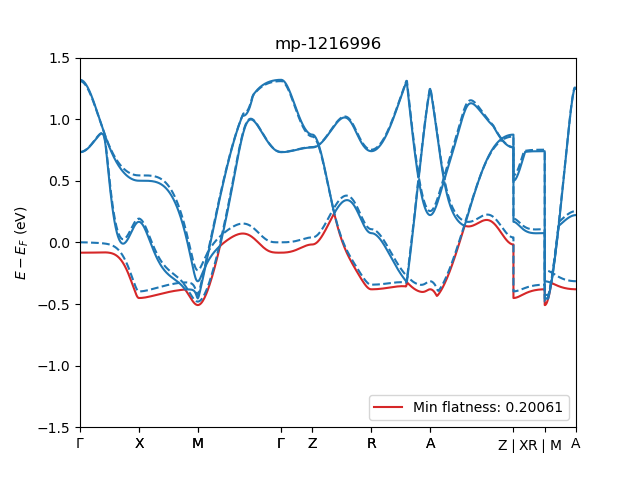 mp-1216996
1.5
1.0
0.5
0.0
−0.5
−1.0
−1.5
E − E_F (eV)
Min flatness: 0.20061
Γ X M Γ Z R A Z | XR | M A